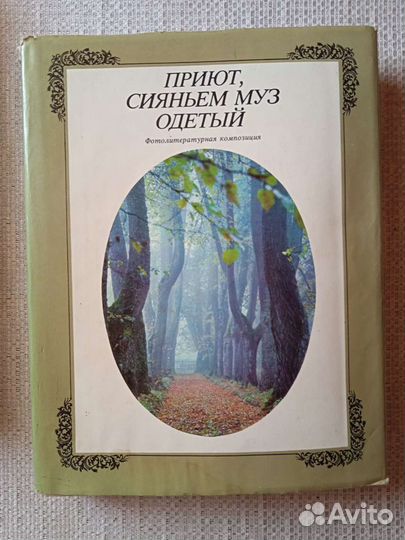 ПРИЮТ,
СИЯНЬЕМ МУЗ
ОДЕТЫЙ
Фотолитературная композиция
Avito